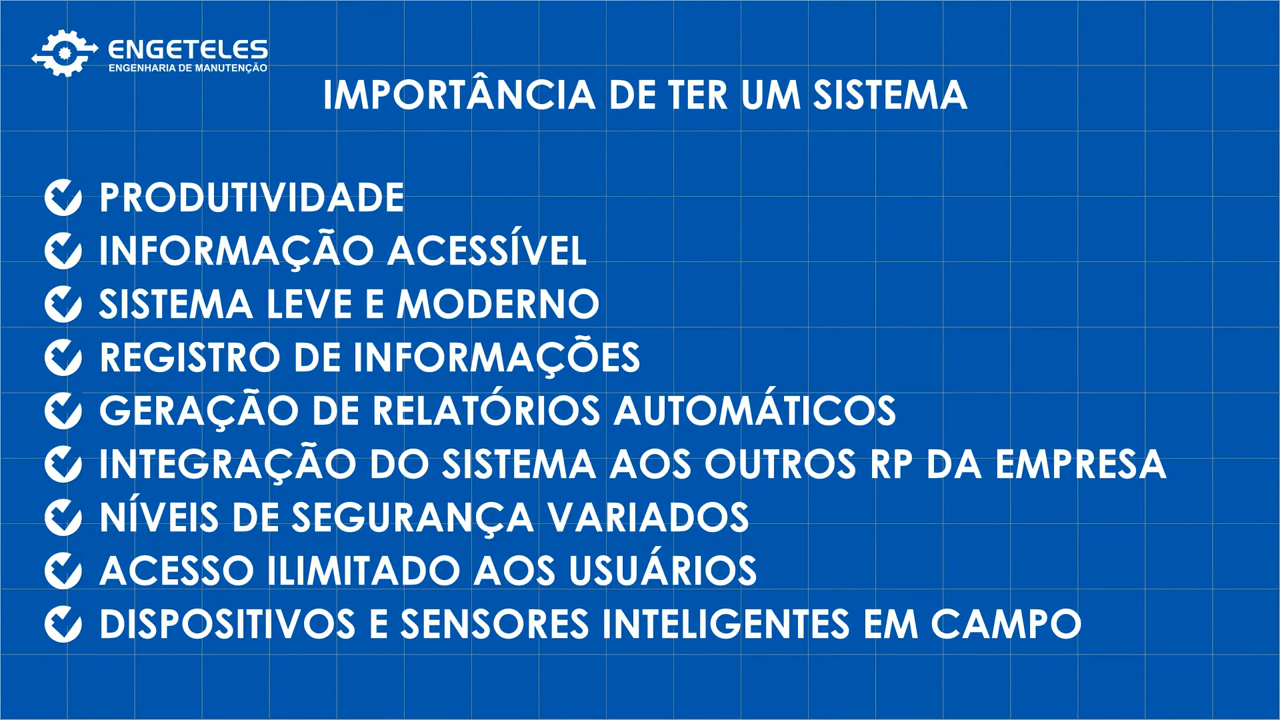 ENGETELES
ENGENHARIA DE MANUTENÇÃO
IMPORTÂNCIA DE TER UM SISTEMA
PRODUTIVIDADE
INFORMAÇÃO ACESSÍVEL
SISTEMA LEVE E MODERNO
REGISTRO DE INFORMAÇÕES
GERAÇÃO DE RELATÓRIOS AUTOMÁTICOS
INTEGRAÇÃO DO SISTEMA AOS OUTROS RP DA EMPRESA
NÍVEIS DE SEGURANÇA VARIADOS
ACESSO ILIMITADO AOS USUÁRIOS
DISPOSITIVOS E SENSORES INTELIGENTES EM CAMPO